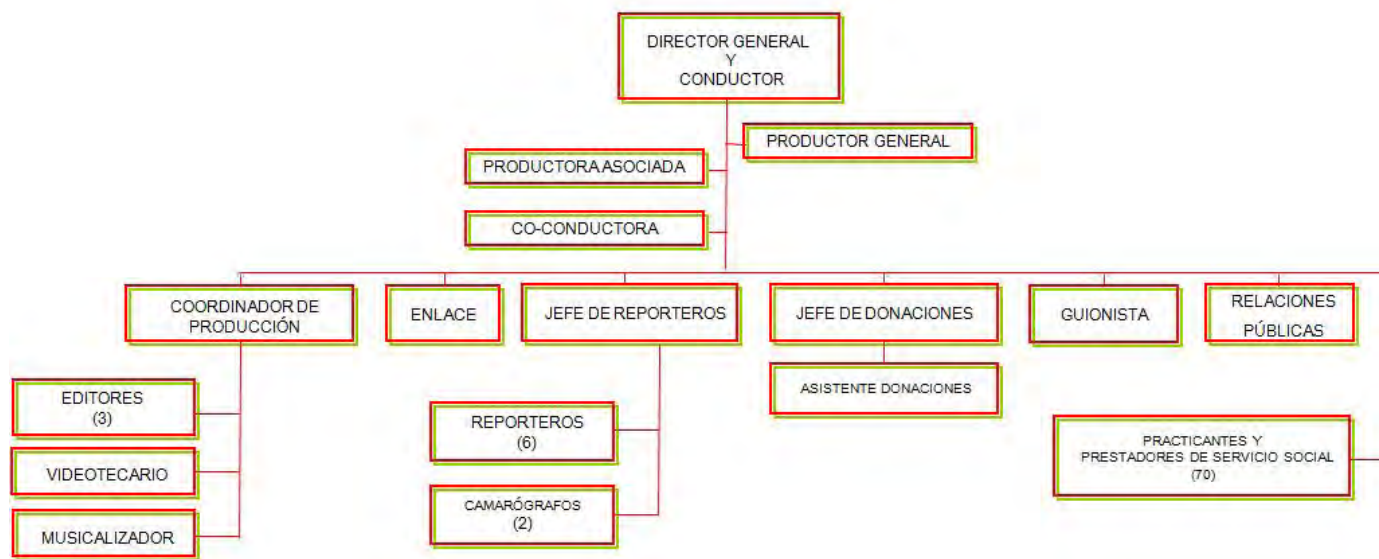 DIRECTOR GENERAL
Y
CONDUCTOR
PRODUCTOR GENERAL
PRODUCTORA ASOCIADA
CO-CONDUCTORA
COORDINADOR DE
PRODUCCIÓN
ENLACE
JEFE DE REPORTEROS
JEFE DE DONACIONES
GUIONISTA
RELACIONES
PÚBLICAS
EDITORES
(3)
VIDEOTECARIO
MUSICALIZADOR
REPORTEROS
(6)
CAMARÓGRAFOS
(2)
ASISTENTE DONACIONES
PRACTICANTES Y
PRESTADORES DE SERVICIO SOCIAL
(70)